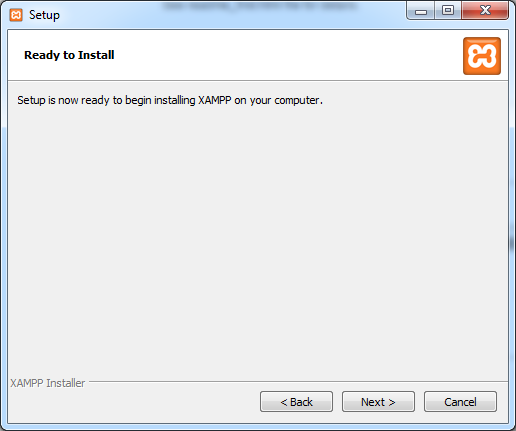 Setup
Ready to Install
Setup is now ready to begin installing XAMPP on your computer.
XAMPP Installer
< Back
Next >
Cancel